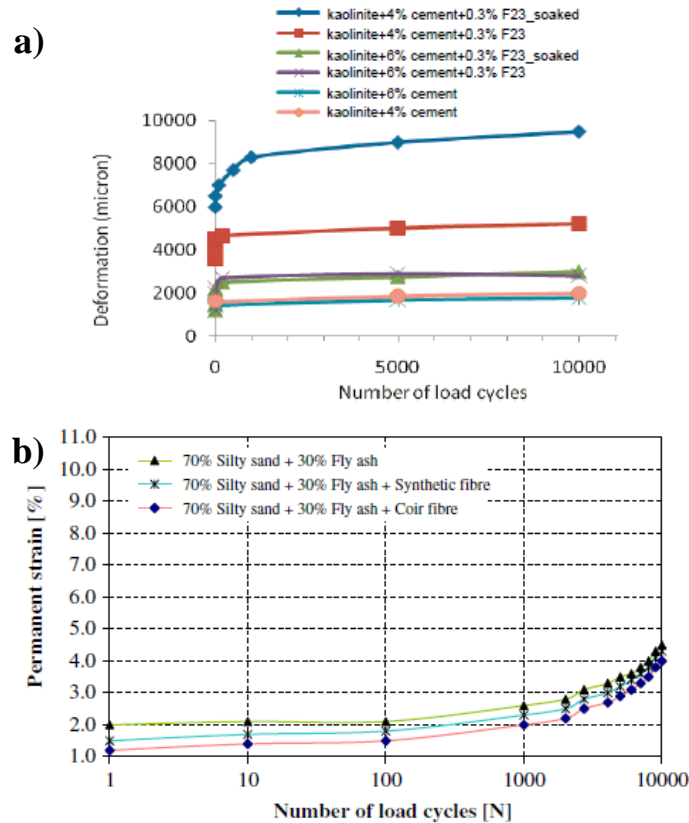 a)
kaolinite+4% cement+0.3% F23_soaked
kaolinite+4% cement+0.3% F23
kaolinite+6% cement+0.3% F23_soaked
kaolinite+6% cement+0.3% F23
kaolinite+6% cement
kaolinite+4% cement
Deformation (micron)
10000
8000
6000
4000
2000
0
0 5000 10000
Number of load cycles
b)
70% Silty sand + 30% Fly ash
70% Silty sand + 30% Fly ash + Synthetic fibre
70% Silty sand + 30% Fly ash + Coir fibre
Permanent strain [%]
11.0
10.0
9.0
8.0
7.0
6.0
5.0
4.0
3.0
2.0
1.0
1 10 100 1000 10000
Number of load cycles [N]